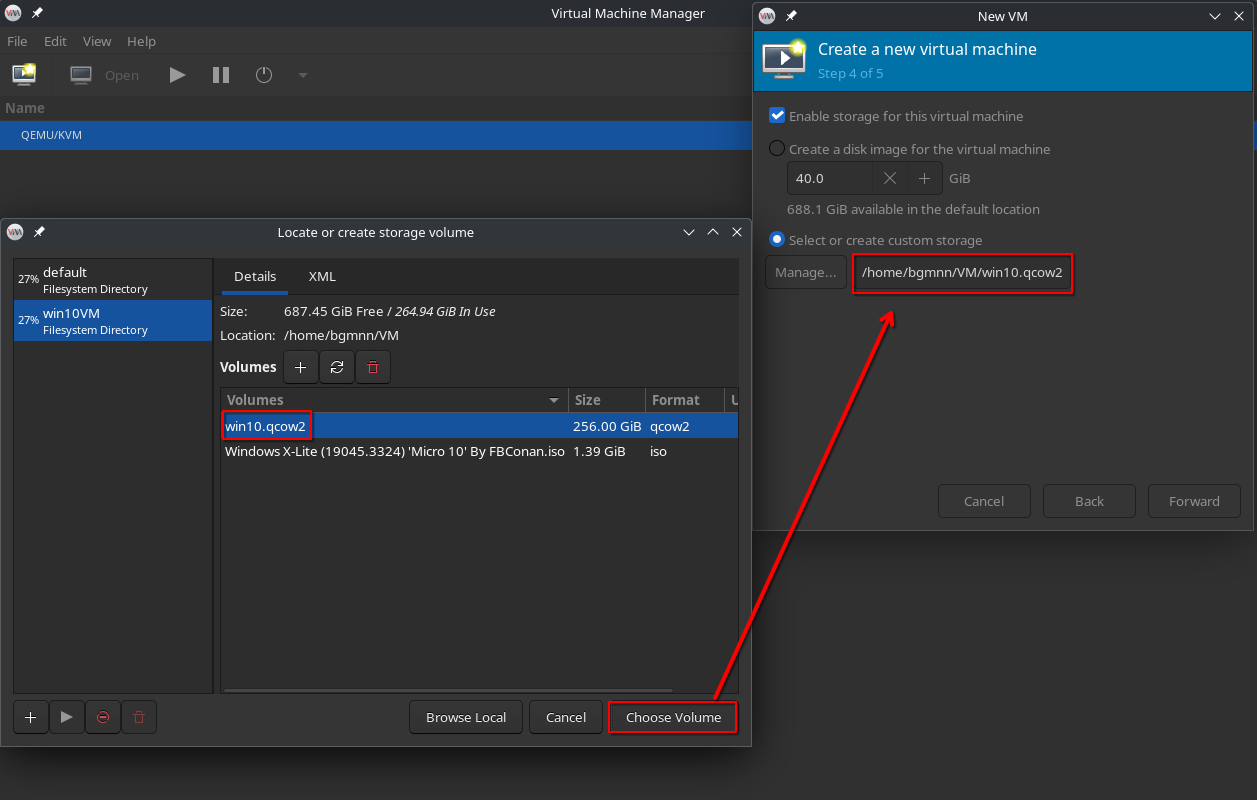 Virtual Machine Manager
File Edit View Help
Open
Name
QEMU/KVM
New VM
Create a new virtual machine
Step 4 of 5
Enable storage for this virtual machine
Create a disk image for the virtual machine
40.0 GiB
688.1 GiB available in the default location
Select or create custom storage
Manage... /home/bgmnn/VM/win10.qcow2
Cancel Back Forward
Locate or create storage volume
27% default
Filesystem Directory
27% win10VM
Filesystem Directory
Details XML
Size: 687.45 GiB Free / 264.94 GiB In Use
Location: /home/bgmnn/VM
Volumes
Volumes Size Format U
win10.qcow2 256.00 GiB qcow2
Windows X-Lite (19045.3324) 'Micro 10' By FBConan.iso 1.39 GiB iso
Browse Local Cancel Choose Volume